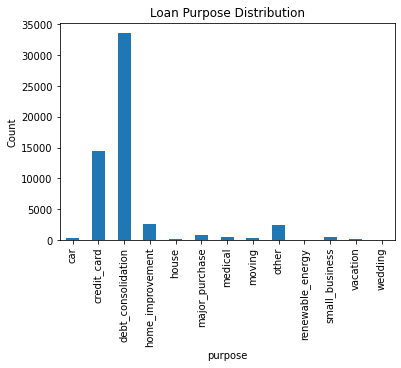 Loan Purpose Distribution
35000
30000
25000
20000
15000
10000
5000
0
Count
car
credit_card
debt_consolidation
home_improvement
house
major_purchase
medical
moving
other
renewable_energy
small_business
vacation
wedding
purpose